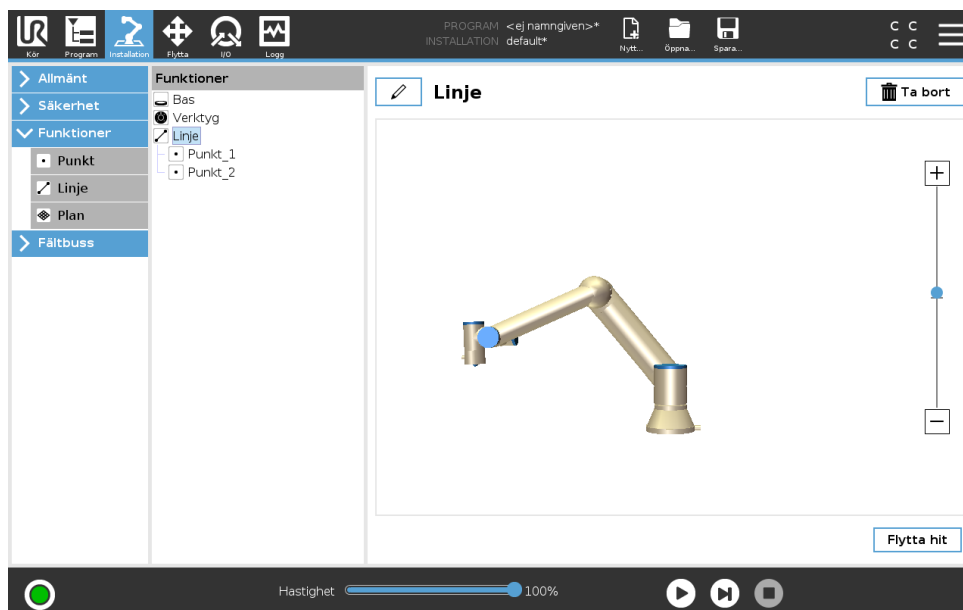 UR
Kör
Program
Installation
Flytta
I/O
Logg
PROGRAM <ej namngiven>*
INSTALLATION default*
Nytt...
Öppna...
Spara...
C C
C C
Allmänt
Säkerhet
Funktioner
Punkt
Linje
Plan
Fältbuss
Funktioner
Bas
Verktyg
Linje
Punkt_1
Punkt_2
Linje
Ta bort
+
−
Flytta hit
Hastighet
100%